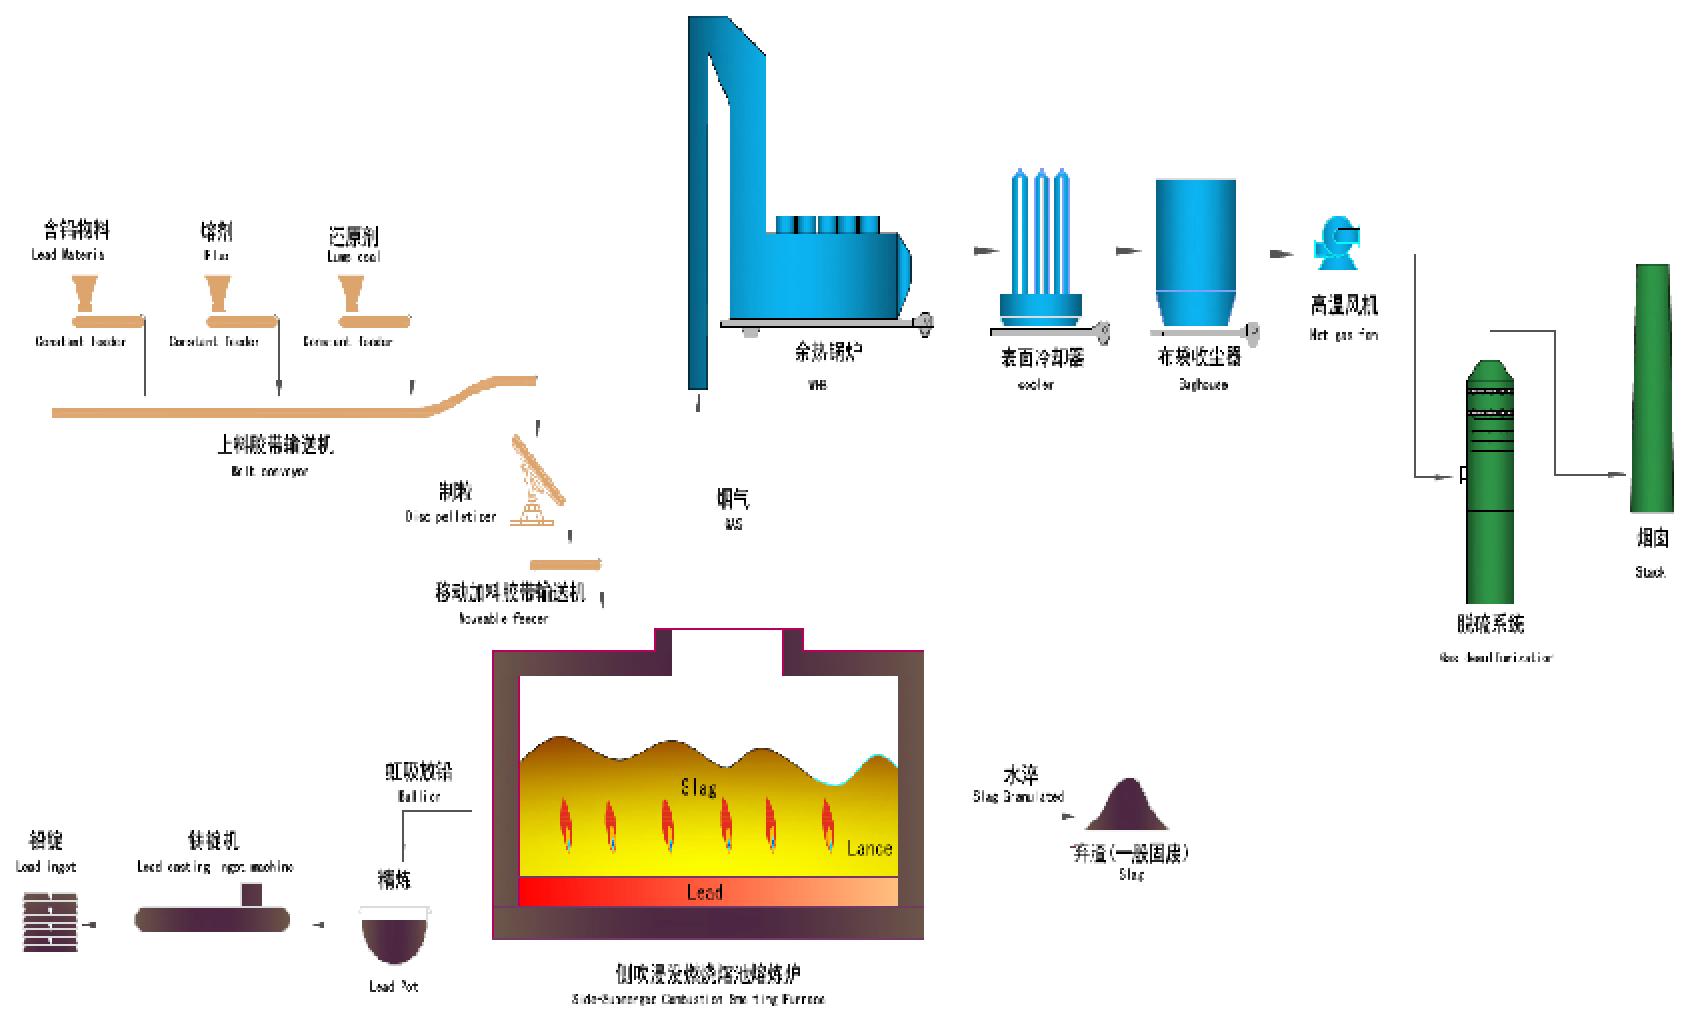 含铅物料
Lead Materia
熔剂
Flux
还原剂
Lump coal
Constant feeder
Constant feeder
Constant feeder
上料胶带输送机
Belt conveyor
制粒
Disc pelletizer
移动加料胶带输送机
Moveable feeder
烟气
GAS
余热锅炉
WHB
表面冷却器
cooler
布袋收尘器
Baghouse
高温风机
Hot gas fan
脱硫系统
Gas desulfurization
烟囱
Stack
Slag
Lance
Lead
侧吹浸没燃烧熔池熔炼炉
Side-Submerged Combustion Smelting Furnace
虹吸放铅
Bullion
精炼
Lead Pot
铸锭机
Lead casting ingot machine
铅锭
Lead ingot
水淬
Slag Granulated
弃渣(一般固废)
Slag